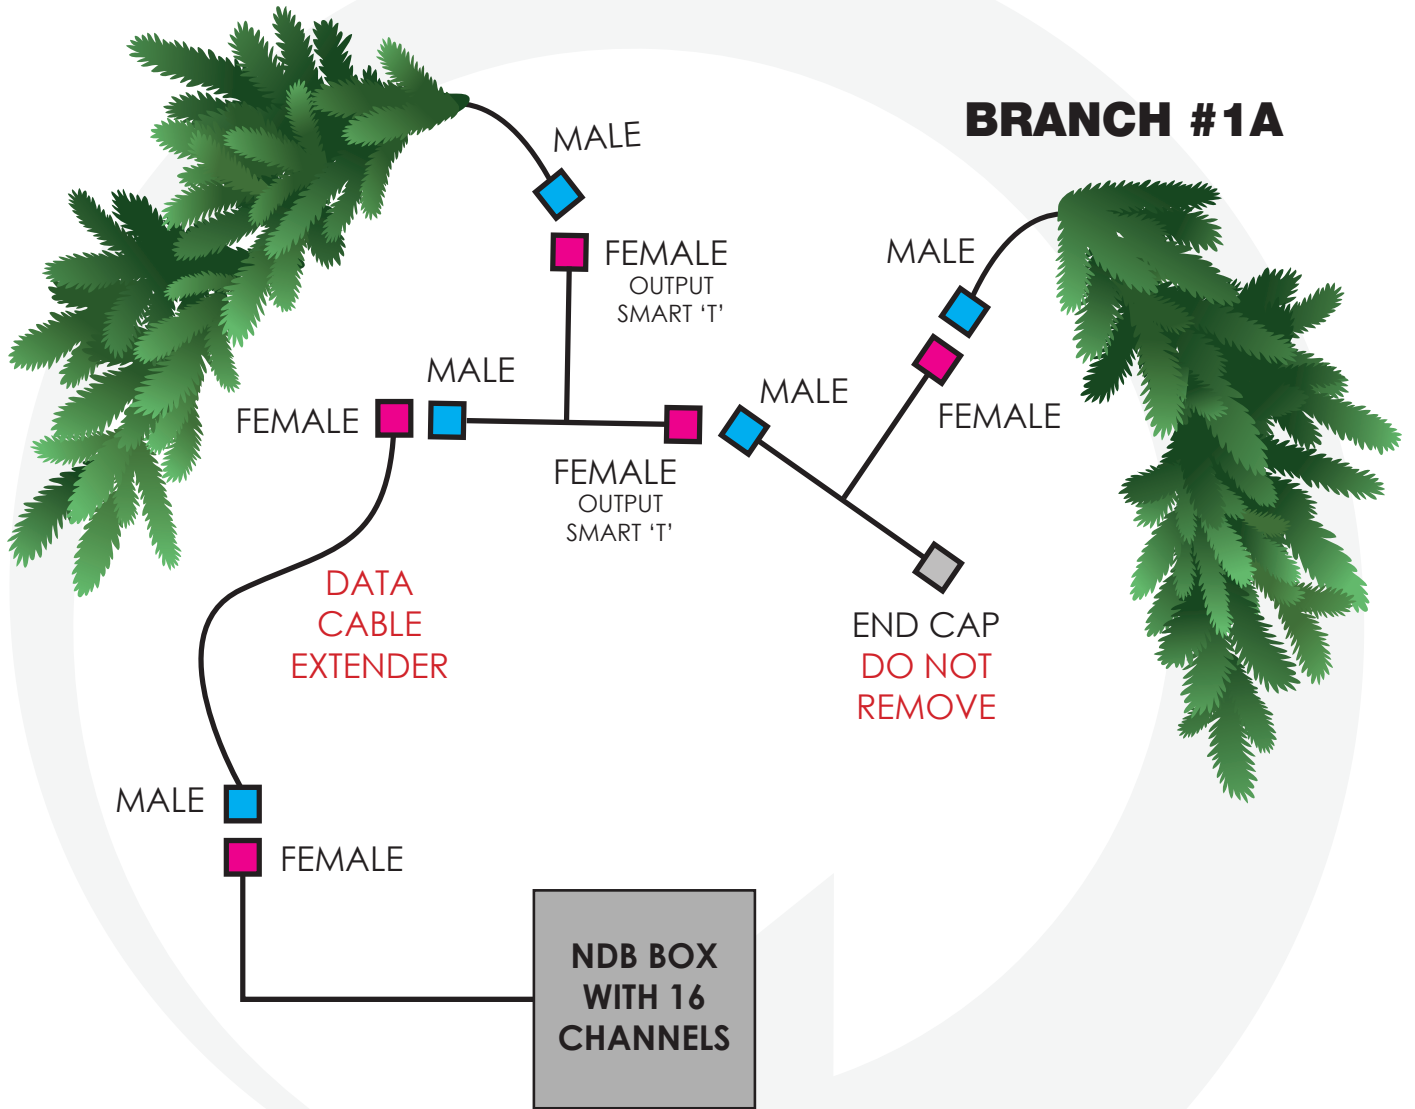 BRANCH #1A
MALE
FEMALE
OUTPUT
SMART ‘T’
MALE
MALE
FEMALE
MALE
FEMALE
FEMALE
OUTPUT
SMART ‘T’
DATA
CABLE
EXTENDER
END CAP
DO NOT
REMOVE
MALE
FEMALE
NDB BOX
WITH 16
CHANNELS